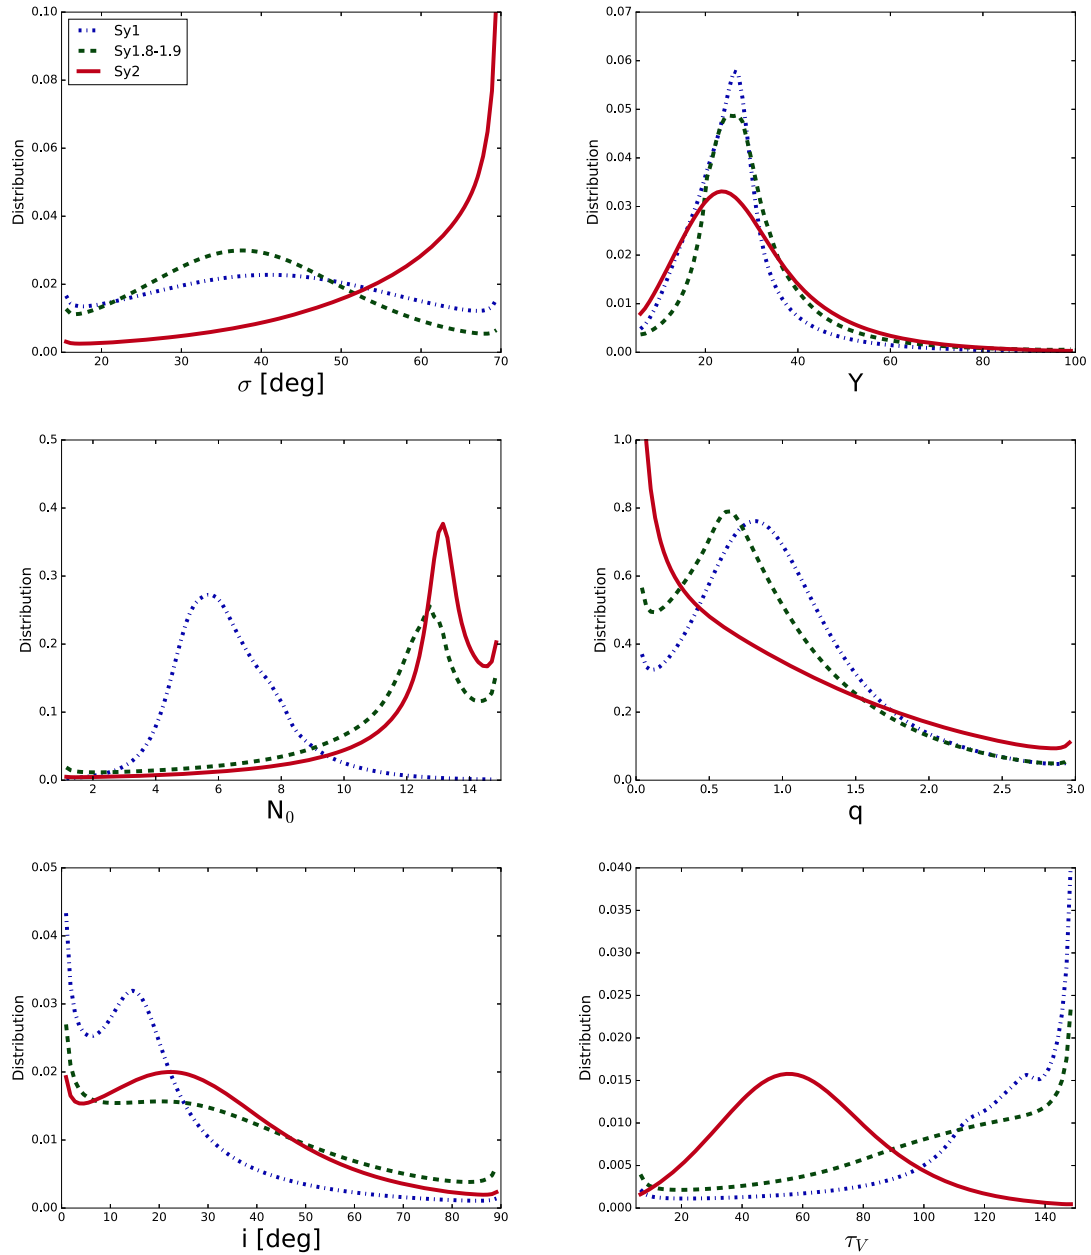 0.10
0.08
0.06
0.04
0.02
0.00
Distribution
Sy1
Sy1.8-1.9
Sy2
20 30 40 50 60 70
σ [deg]
0.07
0.06
0.05
0.04
0.03
0.02
0.01
0.00
Distribution
20 40 60 80 100
Y
0.5
0.4
0.3
0.2
0.1
0.0
Distribution
2 4 6 8 10 12 14
N₀
1.0
0.8
0.6
0.4
0.2
0.0
Distribution
0.0 0.5 1.0 1.5 2.0 2.5 3.0
q
0.05
0.04
0.03
0.02
0.01
0.00
Distribution
0 10 20 30 40 50 60 70 80 90
i [deg]
0.040
0.035
0.030
0.025
0.020
0.015
0.010
0.005
0.000
Distribution
20 40 60 80 100 120 140
τ_V